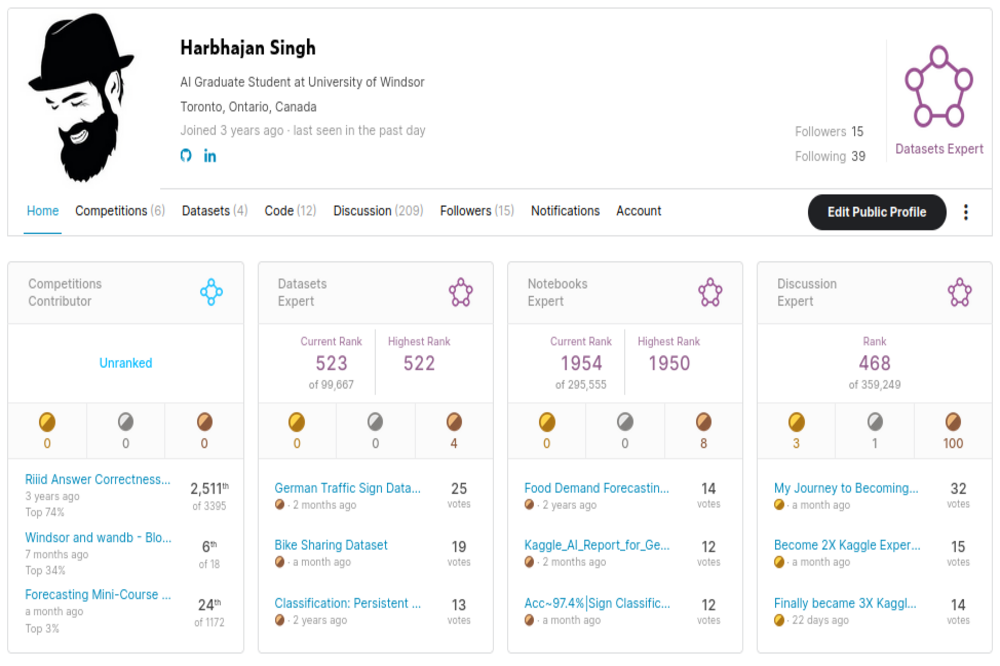 Harbhajan Singh
AI Graduate Student at University of Windsor
Toronto, Ontario, Canada
Joined 3 years ago · last seen in the past day
in
Followers 15
Following 39
Datasets Expert
Home Competitions (6) Datasets (4) Code (12) Discussion (209) Followers (15) Notifications Account Edit Public Profile
Competitions
Contributor
Unranked
0 0 0
Riiid Answer Correctness... 2,511th
3 years ago of 3395
Top 74%
Windsor and wandb - Blo... 6th
7 months ago of 18
Top 34%
Forecasting Mini-Course ... 24th
a month ago of 1172
Top 3%
Datasets
Expert
Current Rank Highest Rank
523 522
of 99,667
0 0 4
German Traffic Sign Data... 25
· 2 months ago votes
Bike Sharing Dataset 19
· a month ago votes
Classification: Persistent ... 13
· 2 years ago votes
Notebooks
Expert
Current Rank Highest Rank
1954 1950
of 295,555
0 0 8
Food Demand Forecastin... 14
· 2 years ago votes
Kaggle_AI_Report_for_Ge... 12
· 2 months ago votes
Acc~97.4%|Sign Classific... 12
· a month ago votes
Discussion
Expert
Rank
468
of 359,249
3 1 100
My Journey to Becoming... 32
· a month ago votes
Become 2X Kaggle Exper... 15
· a month ago votes
Finally became 3X Kaggl... 14
· 22 days ago votes